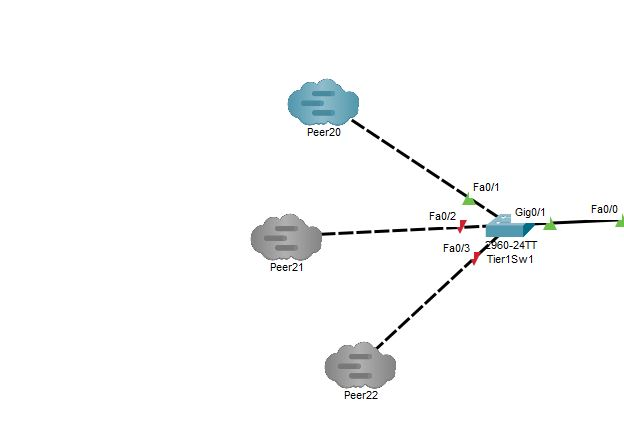 Peer20
Fa0/1
Fa0/2
Gig0/1
Fa0/0
Fa0/3
2960-24TT
Tier1Sw1
Peer21
Peer22